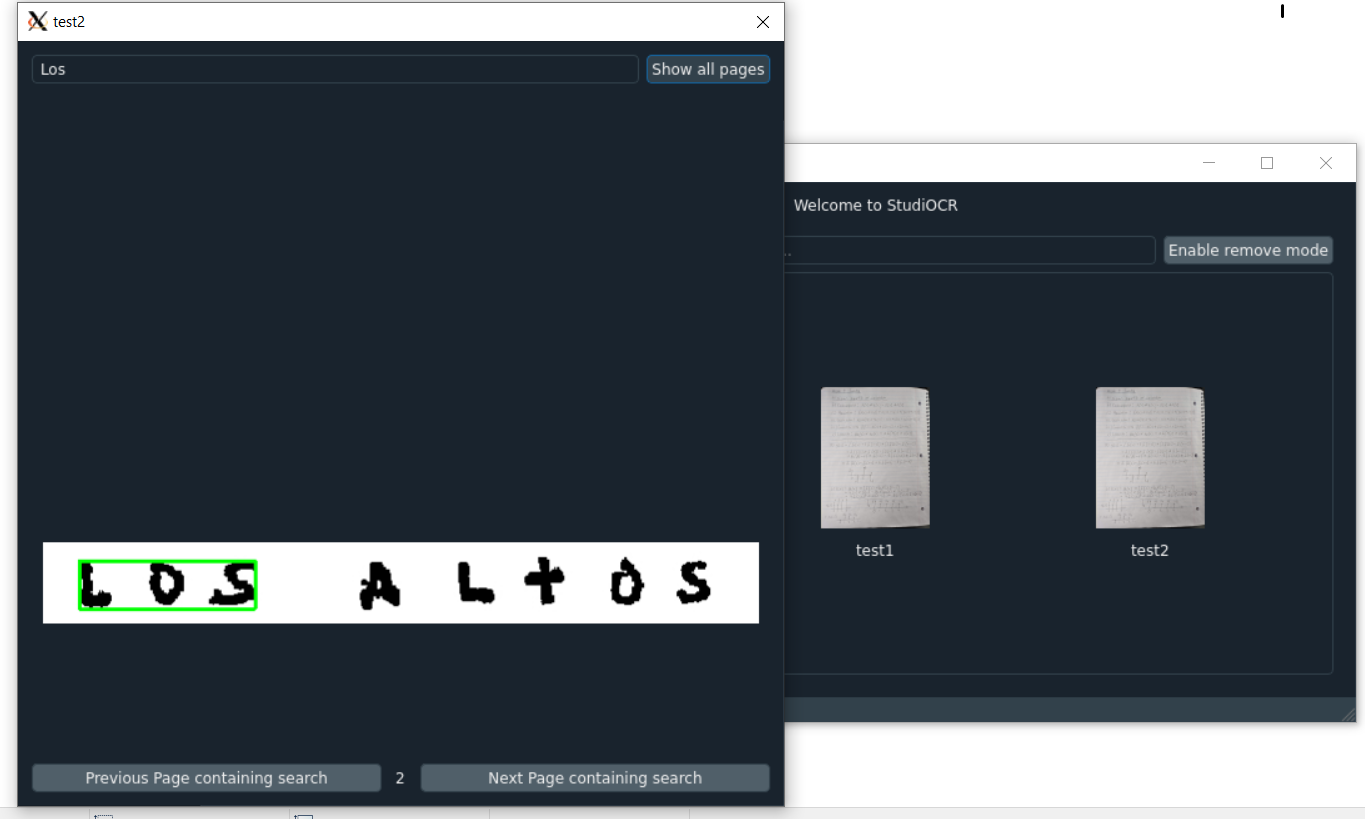 test2
Los
Show all pages
LOS ALtOS
Previous Page containing search
2
Next Page containing search
Welcome to StudiOCR
..
Enable remove mode
test1
test2